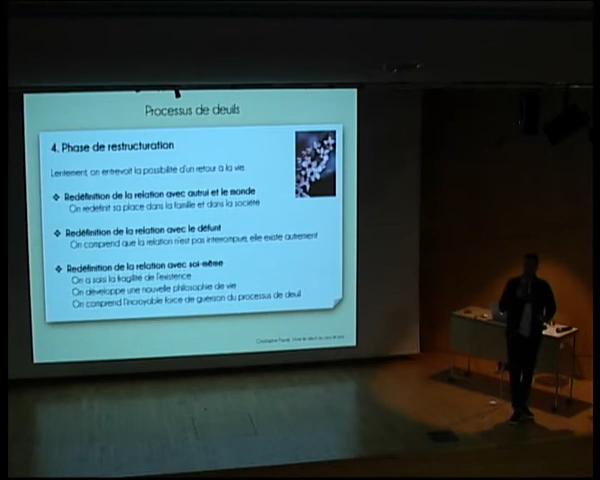 Processus de deuils
4. Phase de restructuration
Lentement, on entrevoit la possibilité d'un retour à la vie
❖ Redéfinition de la relation avec autrui et le monde
On redéfinit sa place dans la famille et dans la société
❖ Redéfinition de la relation avec le défunt
On comprend que la relation n'est pas interrompue, elle existe autrement
❖ Redéfinition de la relation avec soi-même
On a saisi la fragilité de l'existence
On développe une nouvelle philosophie de vie
On comprend l'incroyable force de guérison du processus de deuil